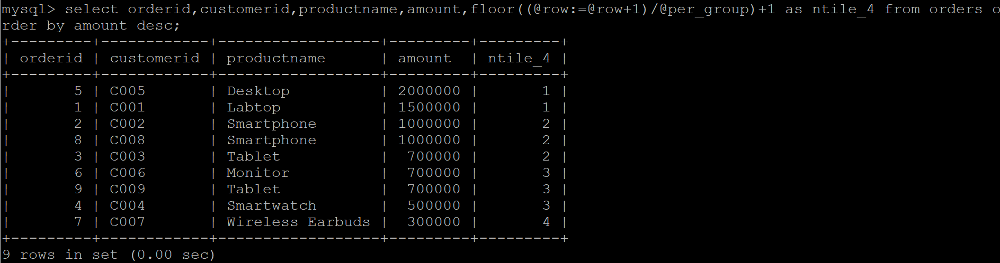 mysql> select orderid,customerid,productname,amount,floor((@row:=@row+1)/@per_group)+1 as ntile_4 from orders o
rder by amount desc;
+---------+------------+------------------+---------+---------+
| orderid | customerid | productname      | amount  | ntile_4 |
+---------+------------+------------------+---------+---------+
|       5 | C005       | Desktop          | 2000000 |       1 |
|       1 | C001       | Labtop           | 1500000 |       1 |
|       2 | C002       | Smartphone       | 1000000 |       2 |
|       8 | C008       | Smartphone       | 1000000 |       2 |
|       3 | C003       | Tablet           |  700000 |       2 |
|       6 | C006       | Monitor          |  700000 |       3 |
|       9 | C009       | Tablet           |  700000 |       3 |
|       4 | C004       | Smartwatch       |  500000 |       3 |
|       7 | C007       | Wireless Earbuds |  300000 |       4 |
+---------+------------+------------------+---------+---------+
9 rows in set (0.00 sec)